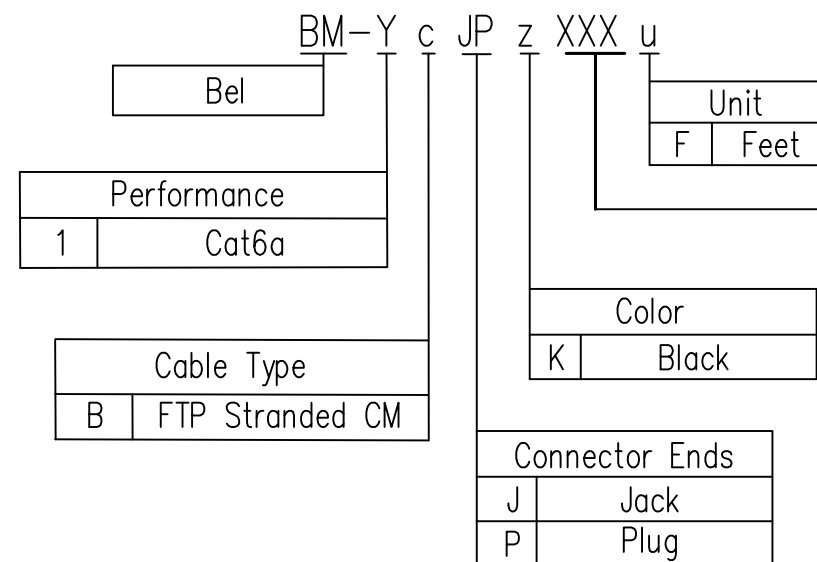 BM-Y c JP z XXX u
Bel
Unit
F Feet
Performance
1 Cat6a
Color
K Black
Cable Type
B FTP Stranded CM
Connector Ends
J Jack
P Plug